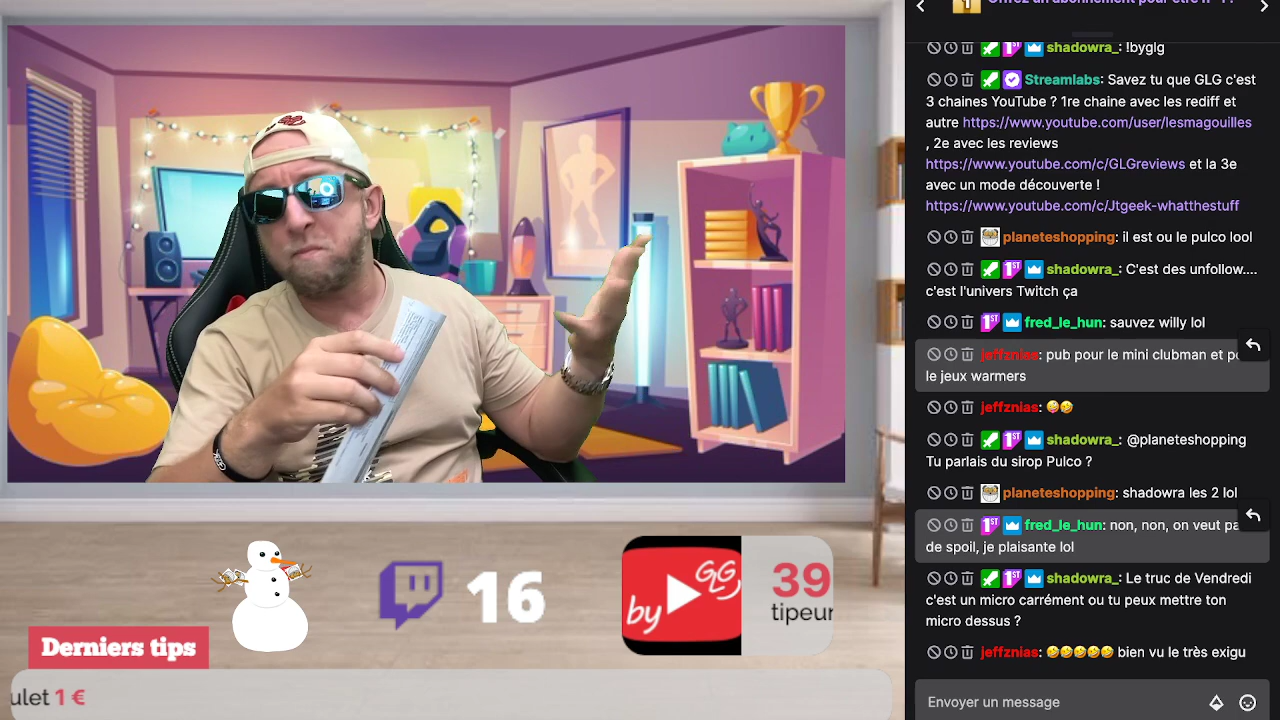 1
shadowra_: !byglg
Streamlabs: Savez tu que GLG c'est
3 chaines YouTube ? 1re chaine avec les rediff et
autre https://www.youtube.com/user/lesmagouilles
, 2e avec les reviews
https://www.youtube.com/c/GLGreviews et la 3e
avec un mode découverte !
https://www.youtube.com/c/Jtgeek-whatthestuff
planeteshopping: il est ou le pulco lool
1ST shadowra_: C'est des unfollow....
c'est l'univers Twitch ça
1ST fred_le_hun: sauvez willy lol
jeffznias: pub pour le mini clubman et
le jeux warmers
jeffznias: 🤣🤣
1ST shadowra_: @planeteshopping
Tu parlais du sirop Pulco ?
planeteshopping: shadowra les 2 lol
1ST fred_le_hun: non, non, on veut
de spoil, je plaisante lol
1ST shadowra_: Le truc de Vendredi
c'est un micro carrément ou tu peux mettre ton
micro dessus ?
jeffznias: 🤣🤣🤣🤣🤣 bien vu le très exigu
Envoyer un message
16
by GLG
39
tipeur
Derniers tips
ulet 1 €